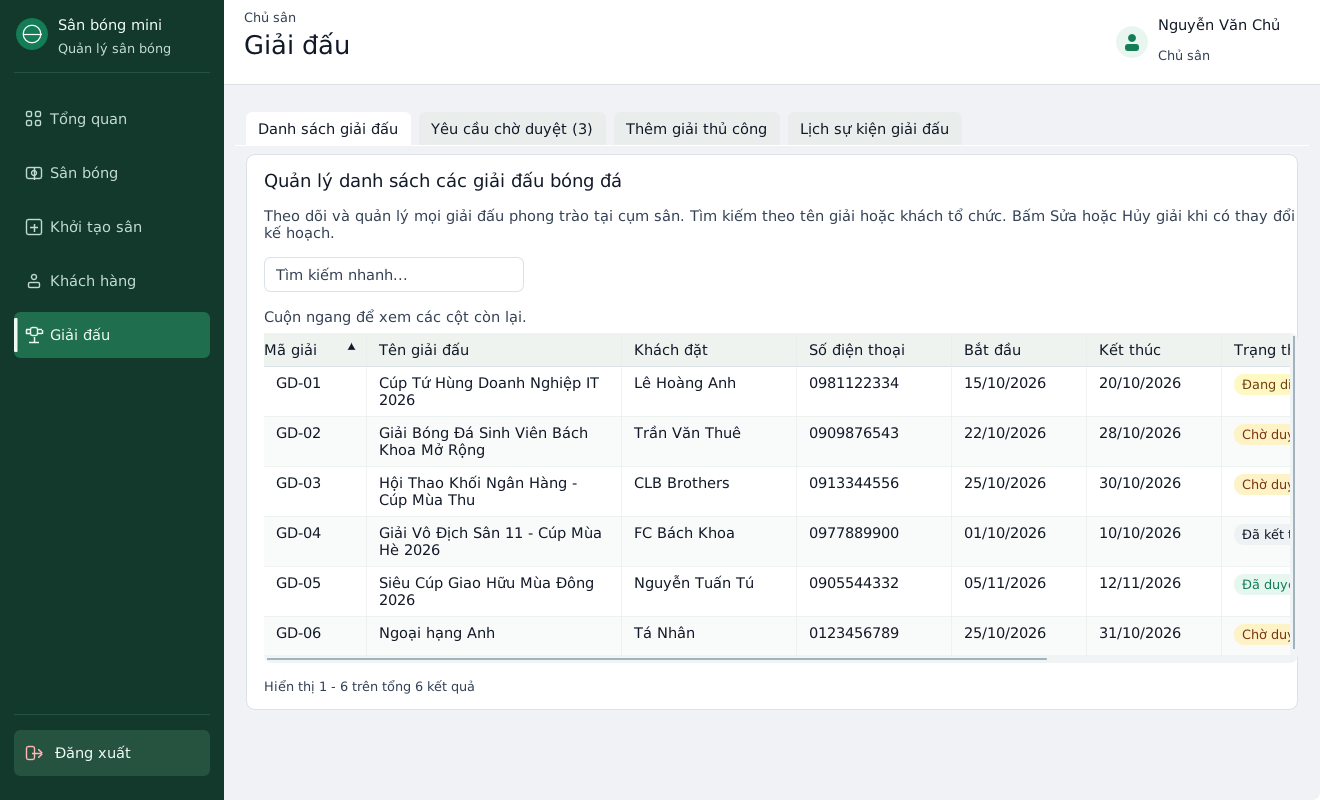 Sân bóng mini
Quản lý sân bóng
Tổng quan
Sân bóng
Khởi tạo sân
Khách hàng
Giải đấu
Đăng xuất
Chủ sân
Giải đấu
Nguyễn Văn Chủ
Chủ sân
Danh sách giải đấu
Yêu cầu chờ duyệt (3)
Thêm giải thủ công
Lịch sự kiện giải đấu
Quản lý danh sách các giải đấu bóng đá
Theo dõi và quản lý mọi giải đấu phong trào tại cụm sân. Tìm kiếm theo tên giải hoặc khách tổ chức. Bấm Sửa hoặc Hủy giải khi có thay đổi
kế hoạch.
Tìm kiếm nhanh...
Cuộn ngang để xem các cột còn lại.
Mã giải ▲ Tên giải đấu Khách đặt Số điện thoại Bắt đầu Kết thúc Trạng
GD-01 Cúp Tứ Hùng Doanh Nghiệp IT Lê Hoàng Anh 0981122334 15/10/2026 20/10/2026 Đang
2026
GD-02 Giải Bóng Đá Sinh Viên Bách Trần Văn Thuê 0909876543 22/10/2026 28/10/2026 Chờ
Khoa Mở Rộng
GD-03 Hội Thao Khối Ngân Hàng - CLB Brothers 0913344556 25/10/2026 30/10/2026 Chờ
Cúp Mùa Thu
GD-04 Giải Vô Địch Sân 11 - Cúp Mùa FC Bách Khoa 0977889900 01/10/2026 10/10/2026 Đã kết
Hè 2026
GD-05 Siêu Cúp Giao Hữu Mùa Đông Nguyễn Tuấn Tú 0905544332 05/11/2026 12/11/2026 Đã
2026
GD-06 Ngoại hạng Anh Tá Nhân 0123456789 25/10/2026 31/10/2026 Chờ
Hiển thị 1 - 6 trên tổng 6 kết quả